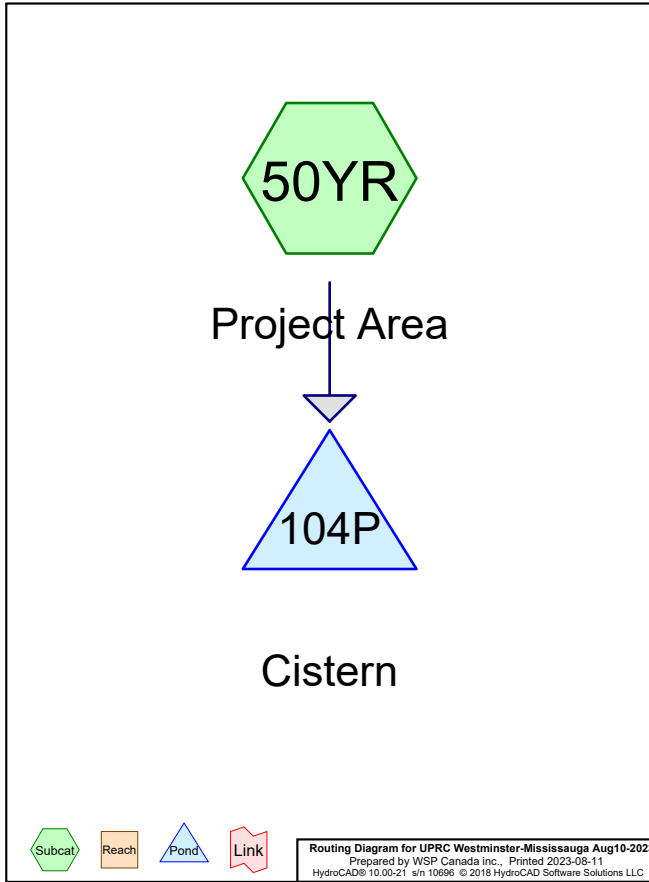 50YR
Project Area
104P
Cistern
Subcat
Reach
Pond
Link
Routing Diagram for UPRC Westminster-Mississauga Aug10-2023
Prepared by WSP Canada inc., Printed 2023-08-11
HydroCAD® 10.00-21 s/n 10696 © 2018 HydroCAD Software Solutions LLC